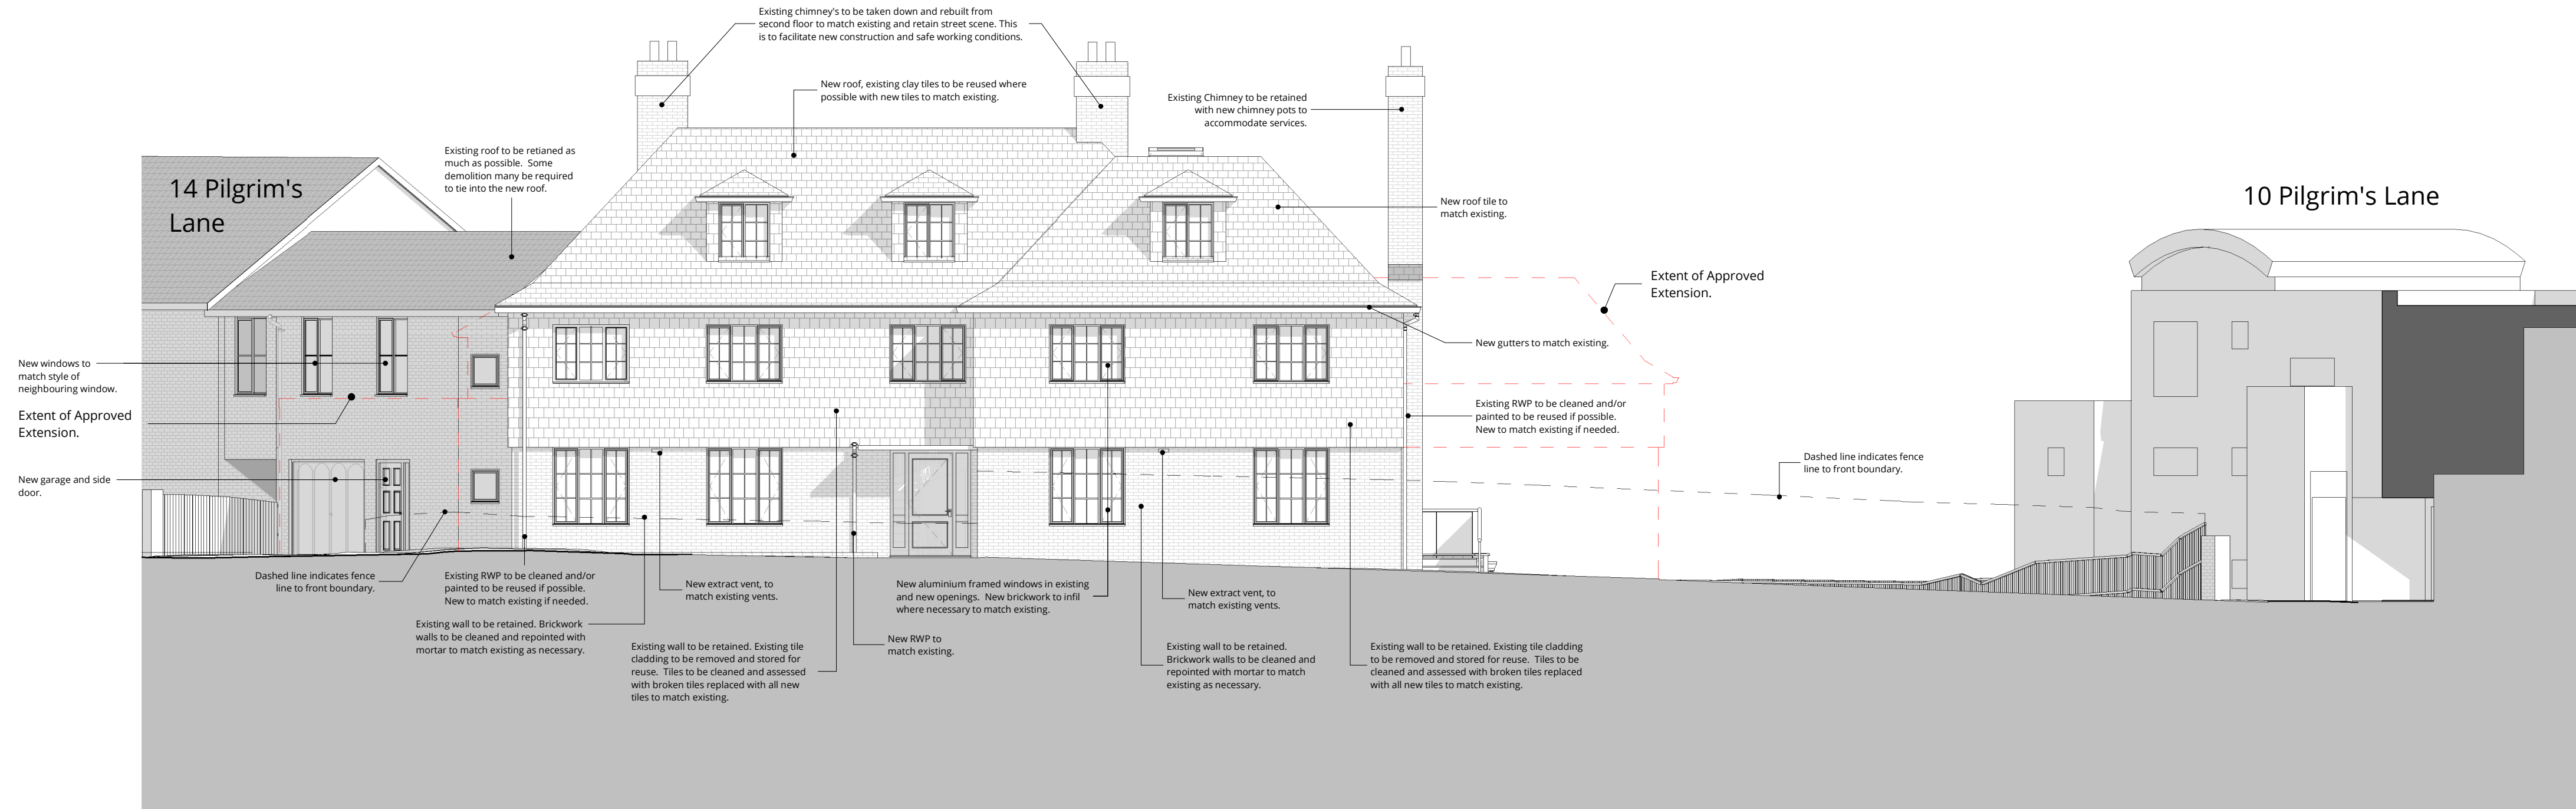 Existing chimney's to be taken down and rebuilt from
second floor to match existing and retain street scene. This
is to facilitate new construction and safe working conditions.
New roof, existing clay tiles to be reused where
possible with new tiles to match existing.
Existing Chimney to be retained
with new chimney pots to
accommodate services.
Existing roof to be retianed as
much as possible. Some
demolition many be required
to tie into the new roof.
14 Pilgrim's
Lane
10 Pilgrim's Lane
New roof tile to
match existing.
Extent of Approved
Extension.
New gutters to match existing.
New windows to
match style of
neighbouring window.
Extent of Approved
Extension.
Existing RWP to be cleaned and/or
painted to be reused if possible.
New to match existing if needed.
Dashed line indicates fence
line to front boundary.
New garage and side
door.
Dashed line indicates fence
line to front boundary.
Existing RWP to be cleaned and/or
painted to be reused if possible.
New to match existing if needed.
New extract vent, to
match existing vents.
New aluminium framed windows in existing
and new openings. New brickwork to infil
where necessary to match existing.
New extract vent, to
match existing vents.
Existing wall to be retained. Brickwork
walls to be cleaned and repointed with
mortar to match existing as necessary.
New RWP to
match existing.
Existing wall to be retained. Existing tile
cladding to be removed and stored for
reuse. Tiles to be cleaned and assessed
with broken tiles replaced with all new
tiles to match existing.
Existing wall to be retained.
Brickwork walls to be cleaned and
repointed with mortar to match
existing as necessary.
Existing wall to be retained. Existing tile cladding
to be removed and stored for reuse. Tiles to be
cleaned and assessed with broken tiles replaced
with all new tiles to match existing.